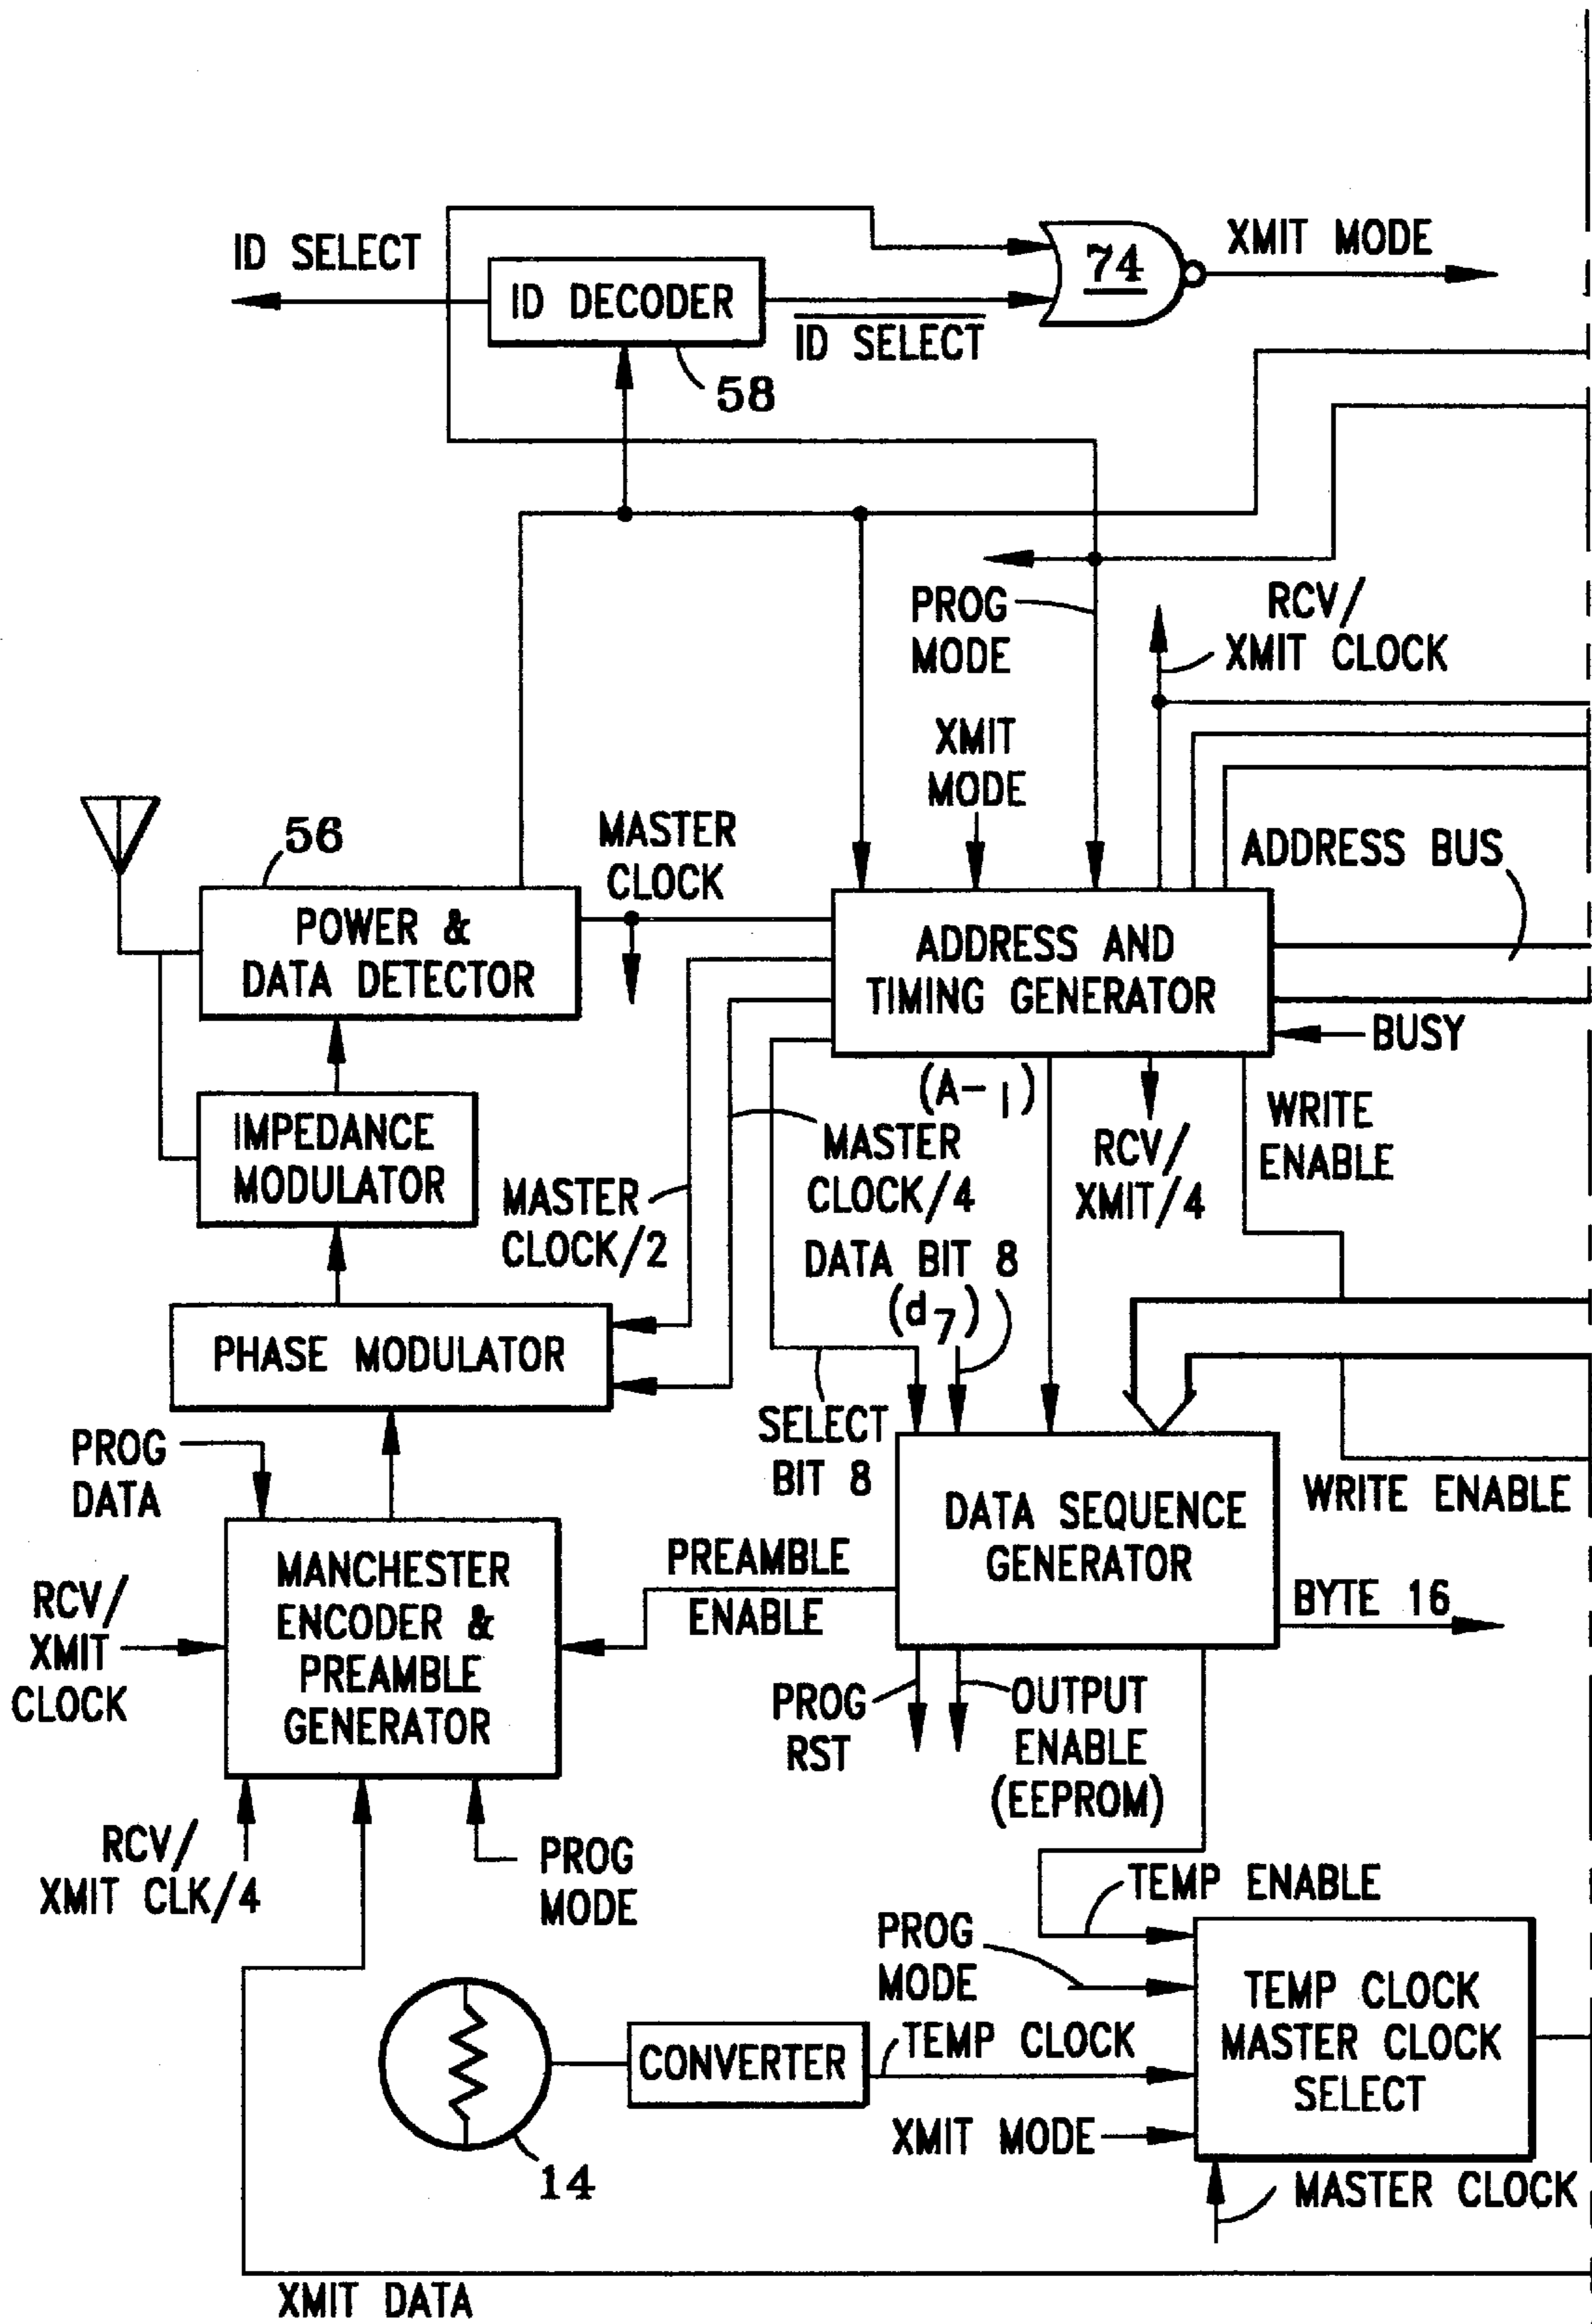 ID SELECT
ID DECODER
ID SELECT
58
74
XMIT MODE
PROG
MODE
RCV/
XMIT CLOCK
XMIT
MODE
56
MASTER
CLOCK
ADDRESS BUS
POWER &
DATA DETECTOR
ADDRESS AND
TIMING GENERATOR
BUSY
IMPEDANCE
MODULATOR
(A-1)
MASTER
CLOCK/4
RCV/
XMIT/4
WRITE
ENABLE
MASTER
CLOCK/2
DATA BIT 8
(d7)
PHASE MODULATOR
SELECT
BIT 8
PROG
DATA
WRITE ENABLE
DATA SEQUENCE
GENERATOR
MANCHESTER
ENCODER &
PREAMBLE
GENERATOR
PREAMBLE
ENABLE
BYTE 16
RCV/
XMIT
CLOCK
PROG
RST
OUTPUT
ENABLE
(EEPROM)
RCV/
XMIT CLK/4
PROG
MODE
TEMP ENABLE
PROG
MODE
TEMP CLOCK
MASTER CLOCK
SELECT
CONVERTER
TEMP CLOCK
XMIT MODE
14
MASTER CLOCK
XMIT DATA